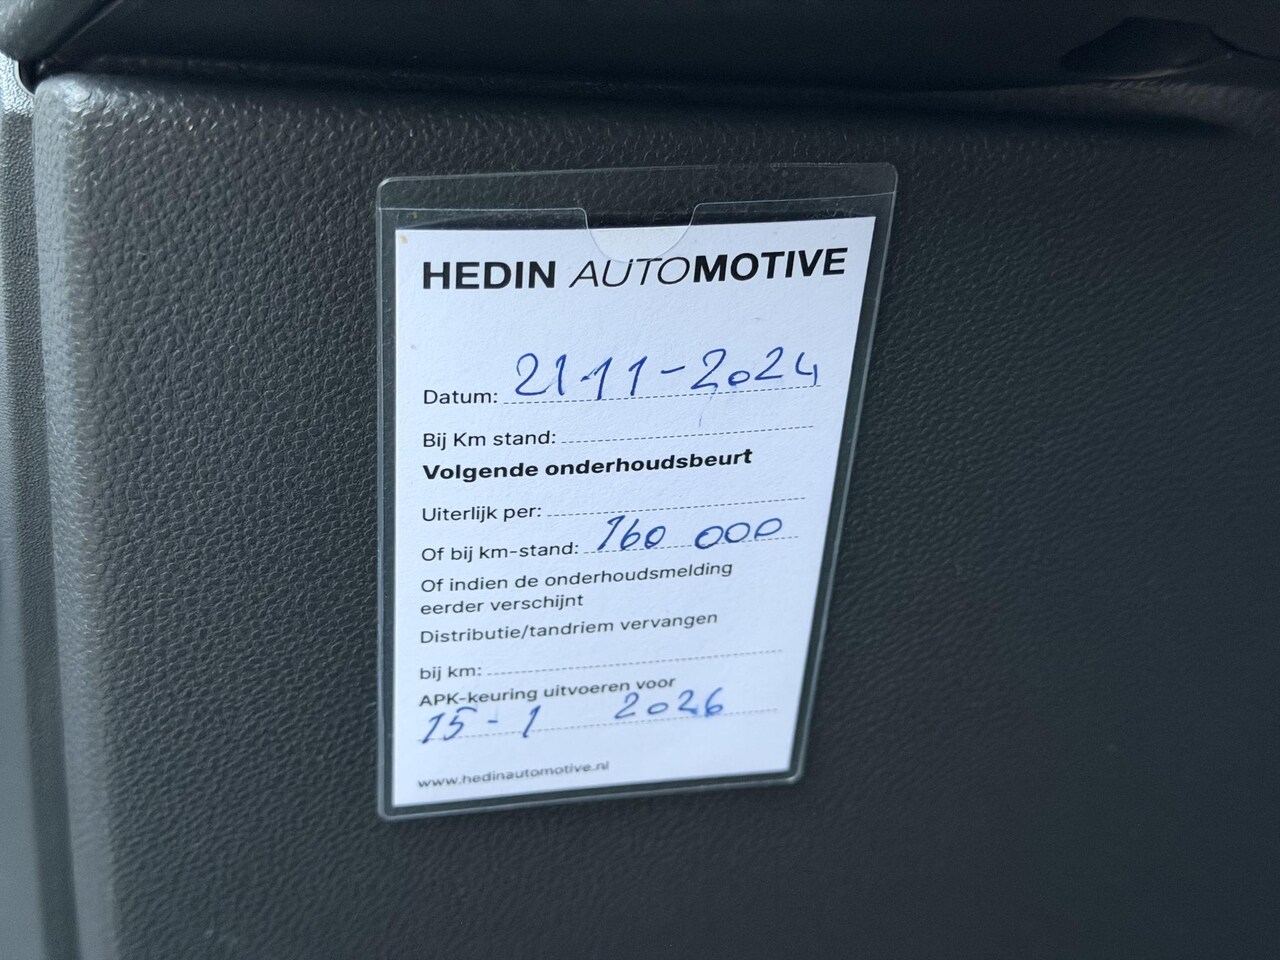 HEDIN AUTOMOTIVE
Datum: 21-11-2024
Bij Km stand:
Volgende onderhoudsbeurt
Uiterlijk per:
Of bij km-stand: 160 000
Of indien de onderhoudsmelding
eerder verschijnt
Distributie/tandriem vervangen
bij km:
APK-keuring uitvoeren voor
15-1 2026
www.hedinautomotive.nl